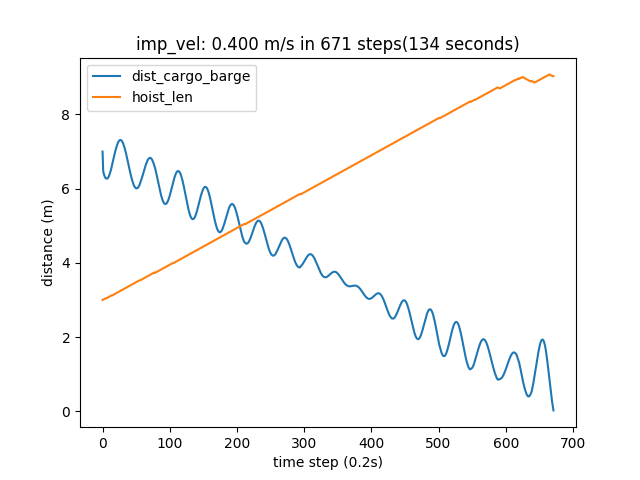 imp_vel: 0.400 m/s in 671 steps(134 seconds)
dist_cargo_barge
hoist_len
8
6
4
2
0
distance (m)
0 100 200 300 400 500 600 700
time step (0.2s)